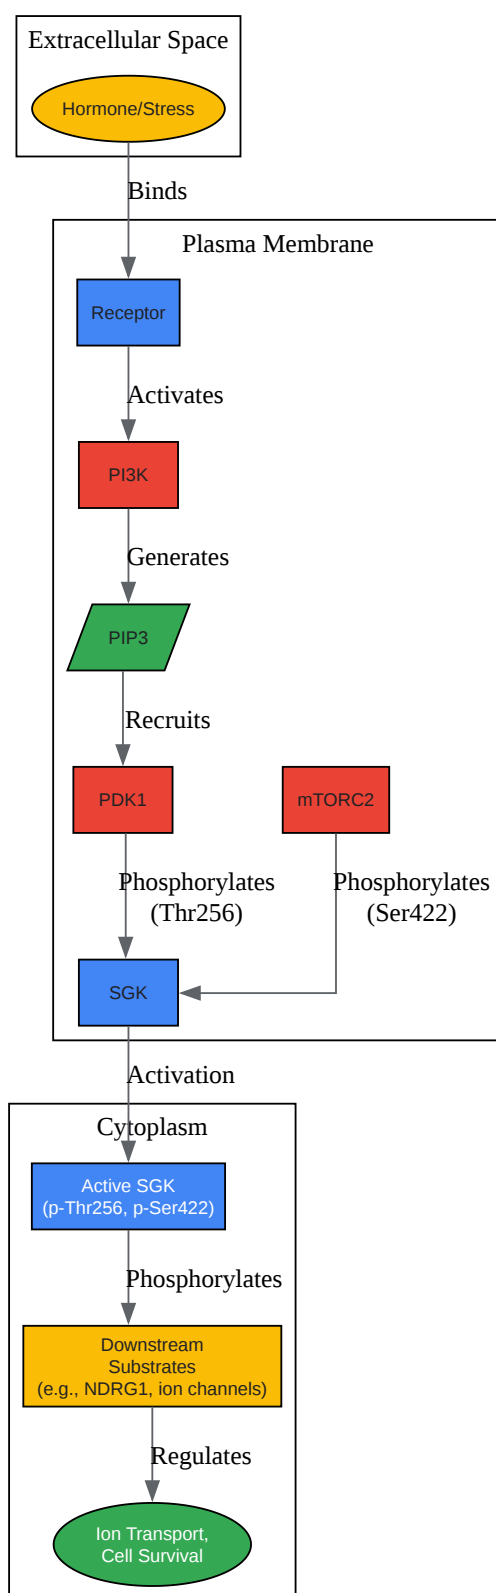 Extracellular Space
Hormone/Stress
Binds
Plasma Membrane
Receptor
Activates
PI3K
Generates
PIP3
Recruits
PDK1
mTORC2
Phosphorylates
(Thr256)
Phosphorylates
(Ser422)
SGK
Activation
Cytoplasm
Active SGK
(p-Thr256, p-Ser422)
Phosphorylates
Downstream
Substrates
(e.g., NDRG1, ion channels)
Regulates
Ion Transport,
Cell Survival